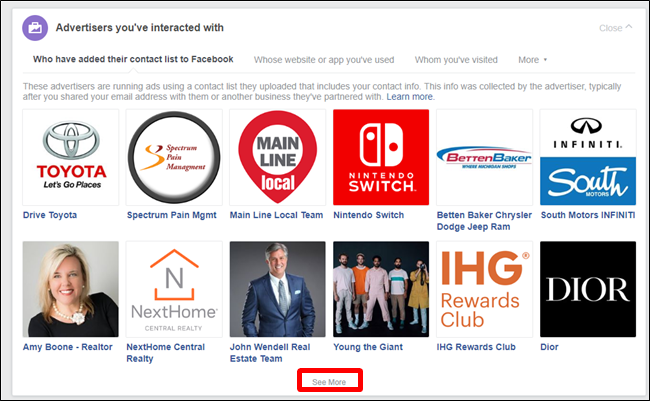 Advertisers you've interacted with
Close
Who have added their contact list to Facebook
Whose website or app you've used
Whom you've visited
More
These advertisers are running ads using a contact list they uploaded that includes your contact info. This info was collected by the advertiser, typically
after you shared your email address with them or another business they've partnered with. Learn more.
TOYOTA
Let's Go Places
Spectrum
Pain
Managment
MAIN
LINE
local
NINTENDO
SWITCH.
BETTENBAKER
WHERE MICHIGAN SHOPS
INFINITI.
South
MOTORS
Drive Toyota
Spectrum Pain Mgmt
Main Line Local Team
Nintendo Switch
Betten Baker Chrysler
Dodge Jeep Ram
South Motors INFINITI
N
NextHome®
CENTRAL REALTY
IHG®
Rewards
Club
DIOR
Amy Boone - Realtor
NextHome Central
Realty
John Wendell Real
Estate Team
Young the Giant
IHG Rewards Club
Dior
See More